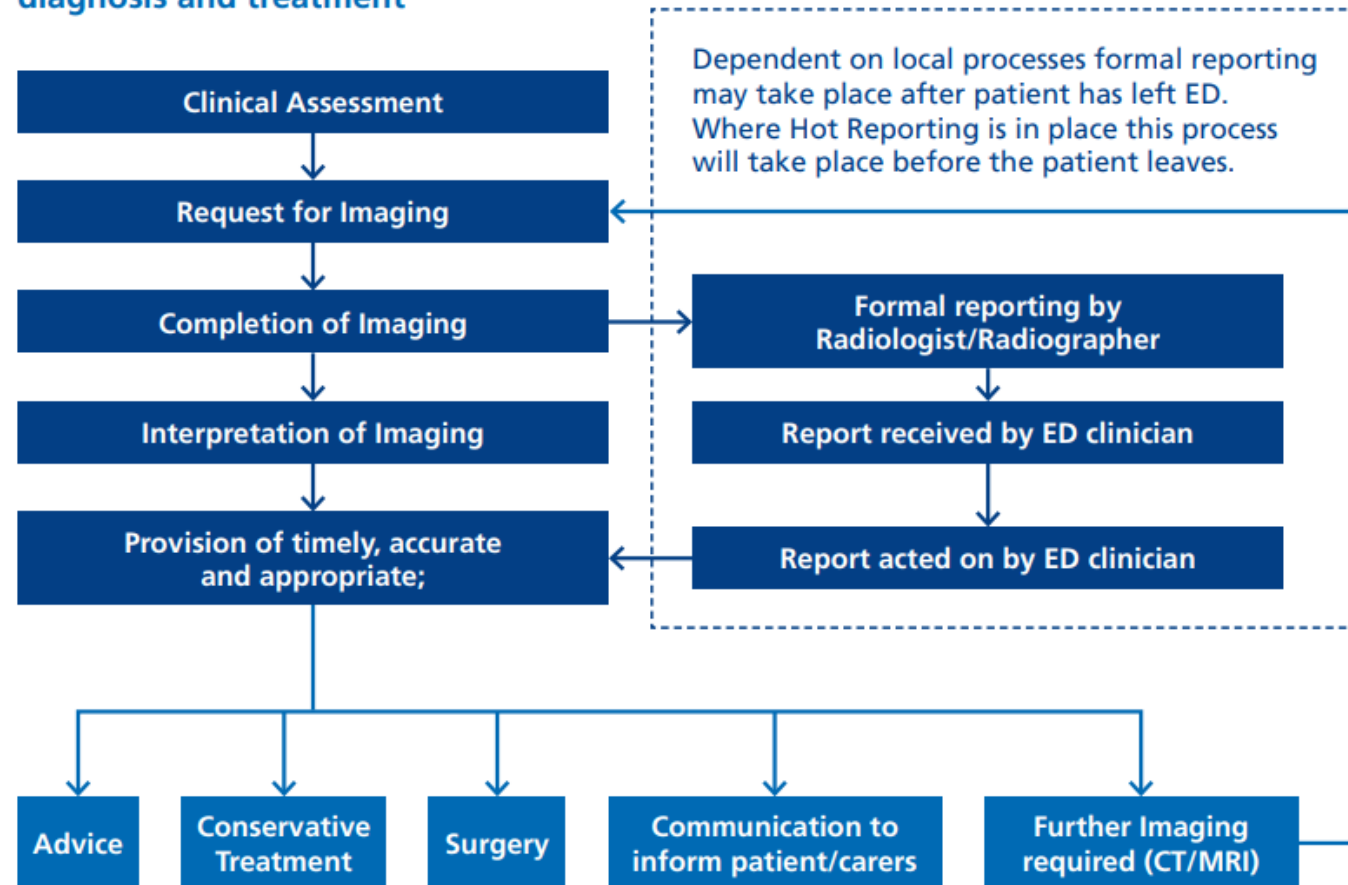 diagnosis and treatment
Dependent on local processes formal reporting
may take place after patient has left ED.
Where Hot Reporting is in place this process
will take place before the patient leaves.
Clinical Assessment
Request for Imaging
Completion of Imaging
Formal reporting by
Radiologist/Radiographer
Interpretation of Imaging
Report received by ED clinician
Provision of timely, accurate
and appropriate;
Report acted on by ED clinician
Advice
Conservative
Treatment
Surgery
Communication to
inform patient/carers
Further Imaging
required (CT/MRI)